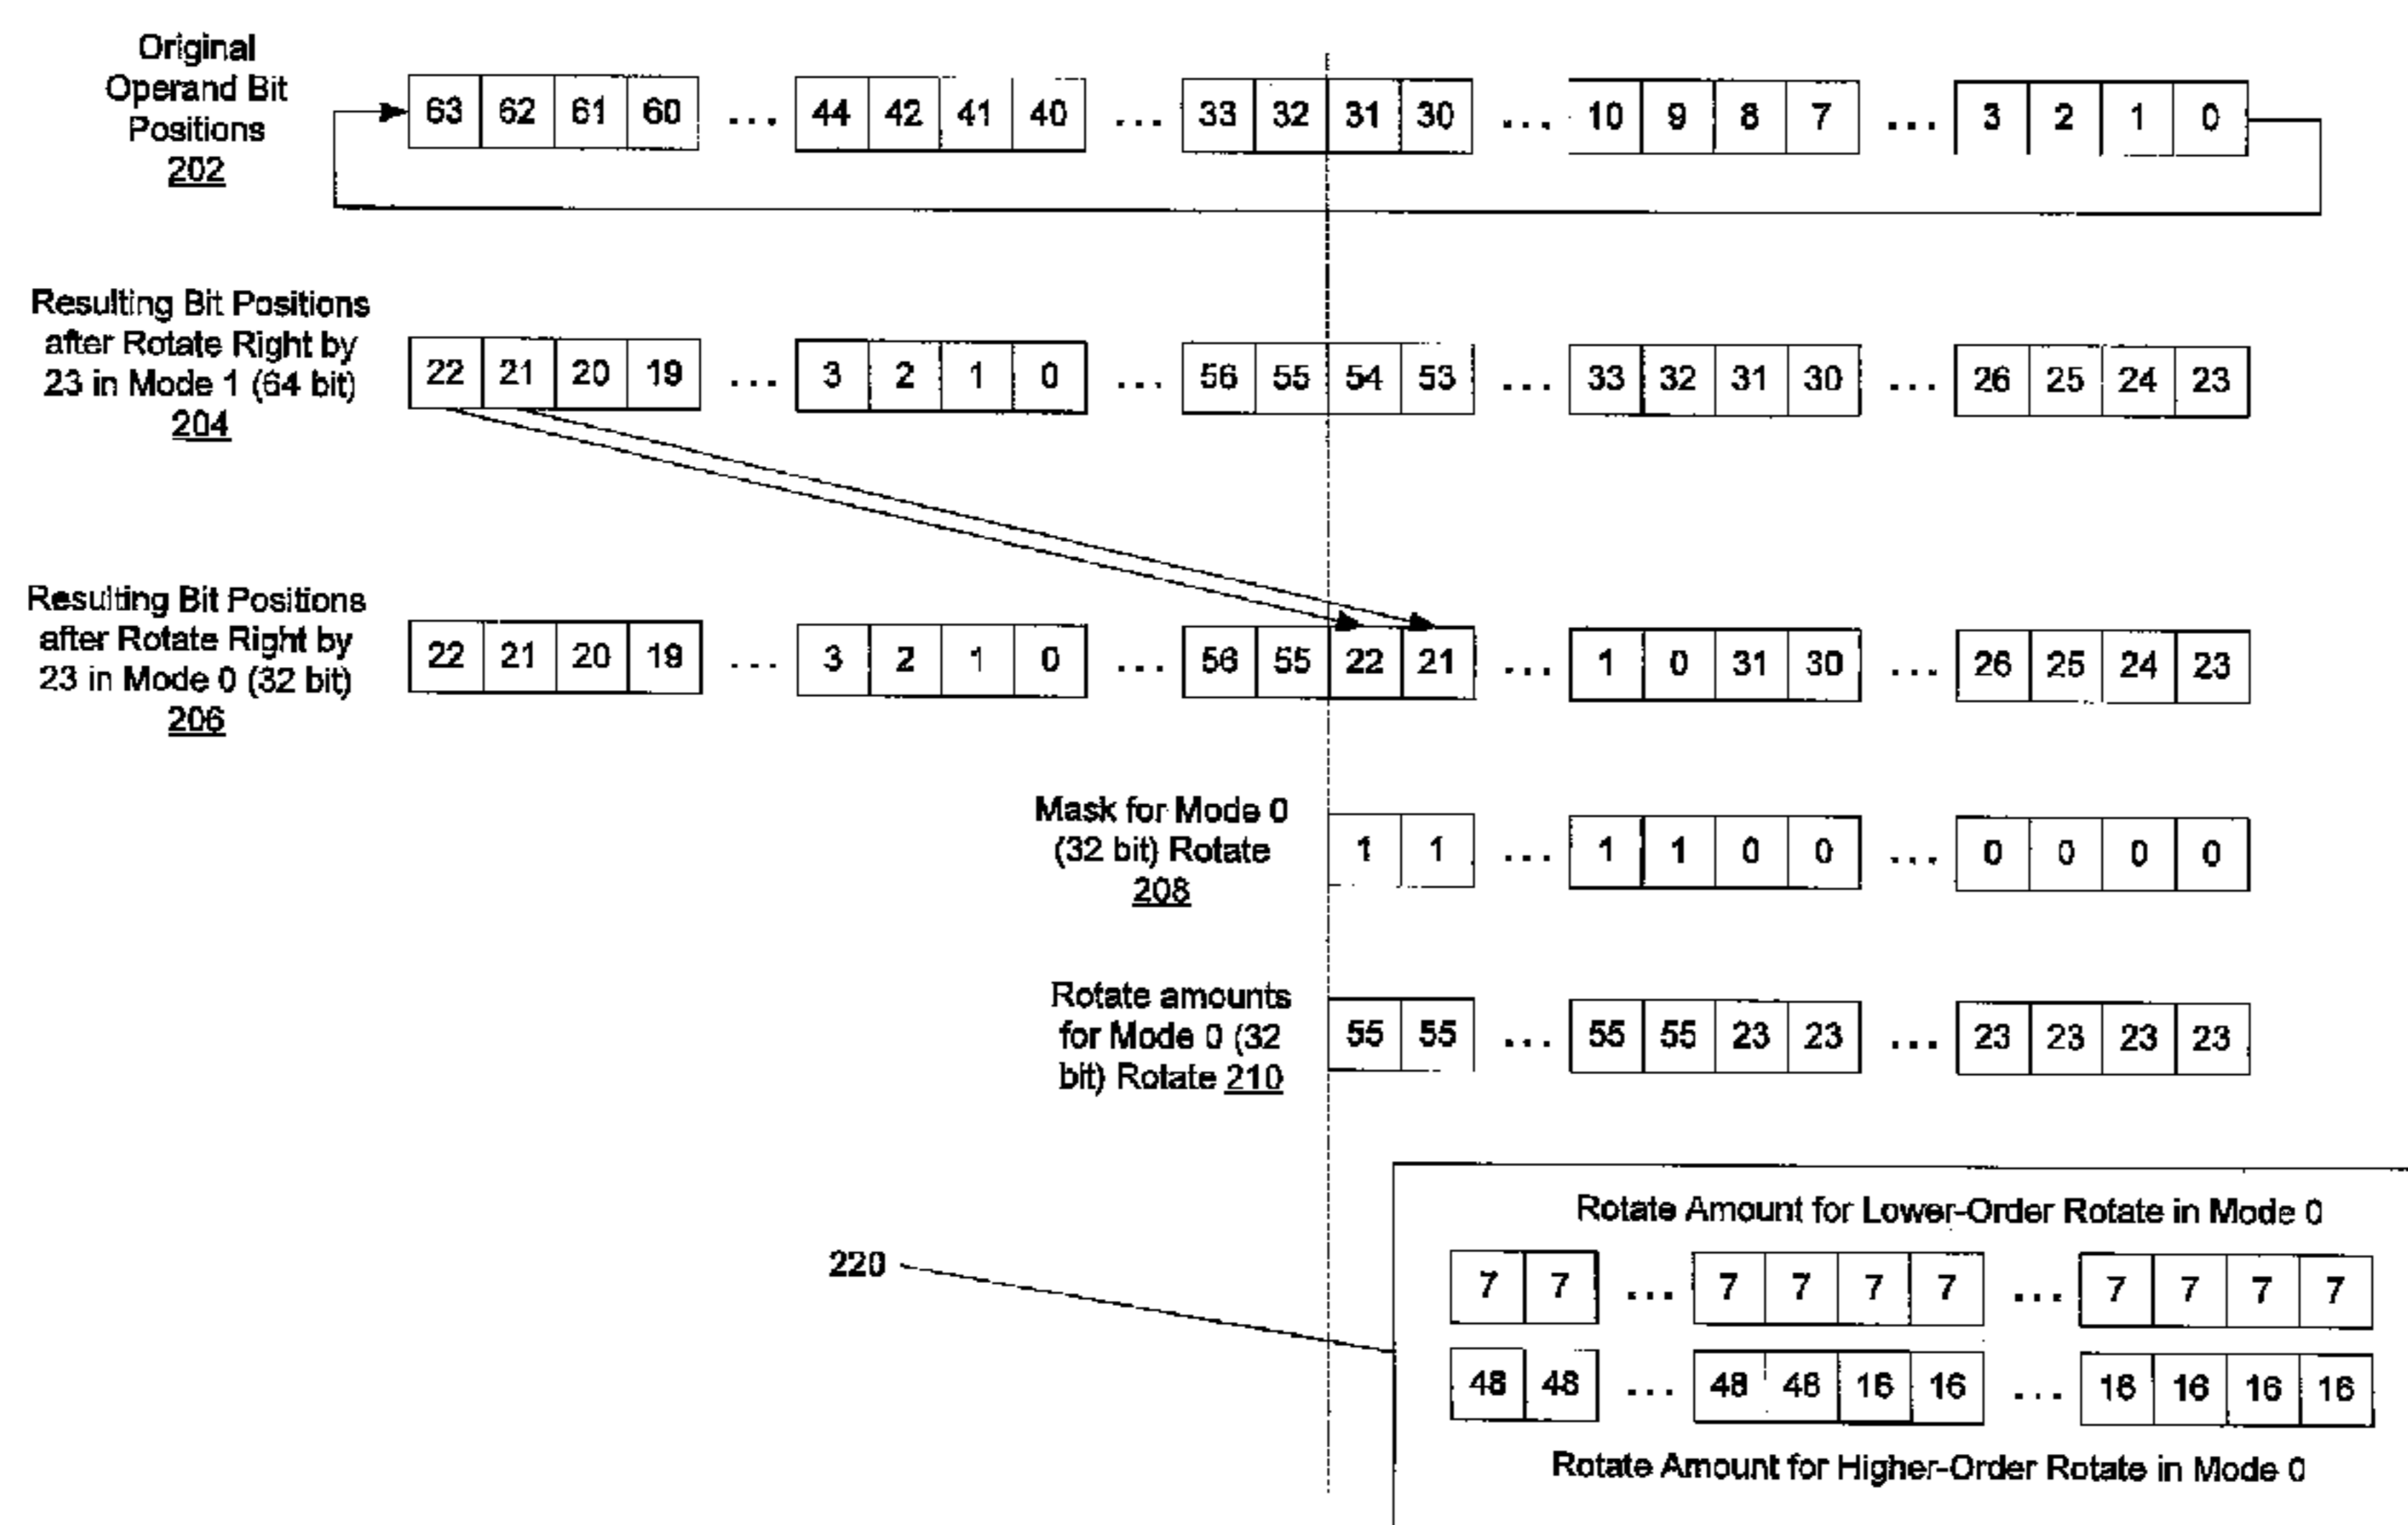 Original
Operand Bit
Positions
202
63 62 61 60 ... 44 42 41 40 ... 33 32 31 30 ... 10 9 8 7 ... 3 2 1 0
Resulting Bit Positions
after Rotate Right by
23 in Mode 1 (64 bit)
204
22 21 20 19 ... 3 2 1 0 ... 56 55 54 53 ... 33 32 31 30 ... 26 25 24 23
Resulting Bit Positions
after Rotate Right by
23 in Mode 0 (32 bit)
206
22 21 20 19 ... 3 2 1 0 ... 56 55 22 21 ... 1 0 31 30 ... 26 25 24 23
Mask for Mode 0
(32 bit) Rotate
208
1 1 ... 1 1 0 0 ... 0 0 0 0
Rotate amounts
for Mode 0 (32
bit) Rotate 210
55 55 ... 55 55 23 23 ... 23 23 23 23
220
Rotate Amount for Lower-Order Rotate in Mode 0
7 7 ... 7 7 7 7 ... 7 7 7 7
48 48 ... 48 48 16 16 ... 16 16 16 16
Rotate Amount for Higher-Order Rotate in Mode 0